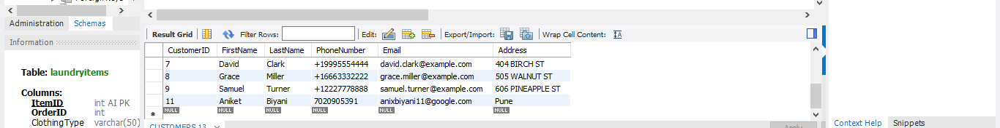 Administration Schemas
Information
Table: laundryitems
Columns:
ItemID int AI PK
OrderID int
ClothingType varchar(50)
Result Grid Filter Rows: Edit: Export/Import: Wrap Cell Content:
CustomerID FirstName LastName PhoneNumber Email Address
7 David Clark +19995554444 david.clark@example.com 404 BIRCH ST
8 Grace Miller +16663332222 grace.miller@example.com 505 WALNUT ST
9 Samuel Turner +12227778888 samuel.turner@example.com 606 PINEAPPLE ST
11 Aniket Biyani 7020905391 anixbiyani11@google.com Pune
NULL NULL NULL NULL NULL NULL
CUSTOMERS 13
Apply
Context Help Snippets